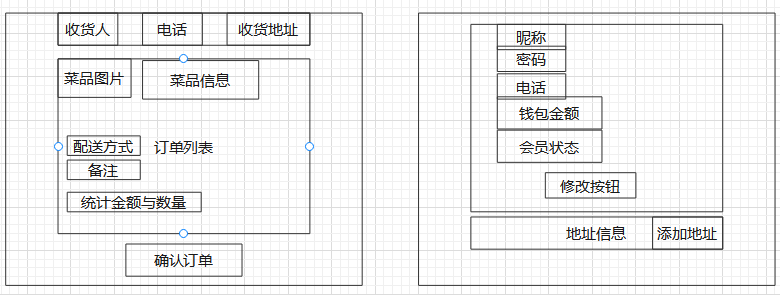 收货人 电话 收货地址
菜品图片 菜品信息
配送方式 订单列表
备注
统计金额与数量
确认订单
昵称
密码
电话
钱包金额
会员状态
修改按钮
地址信息 添加地址